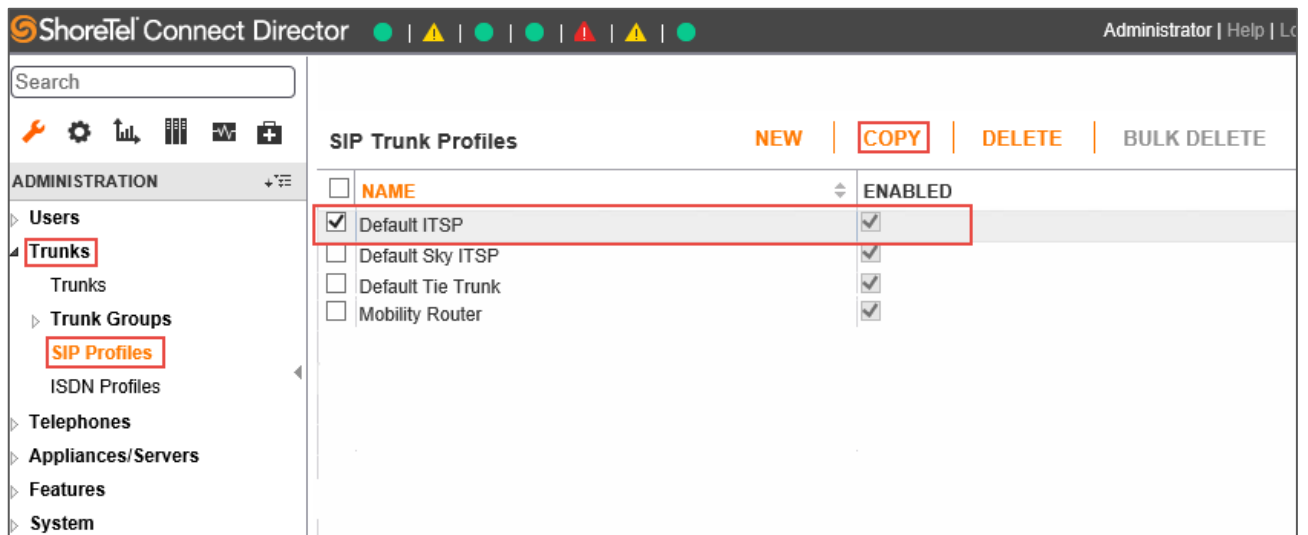 ShoreTel Connect Director
Administrator | Help |
Search
SIP Trunk Profiles
NEW | COPY | DELETE | BULK DELETE
ADMINISTRATION
NAME ENABLED
Users
Default ITSP
Trunks
Default Sky ITSP
Trunks
Default Tie Trunk
Trunk Groups
Mobility Router
SIP Profiles
ISDN Profiles
Telephones
Appliances/Servers
Features
System